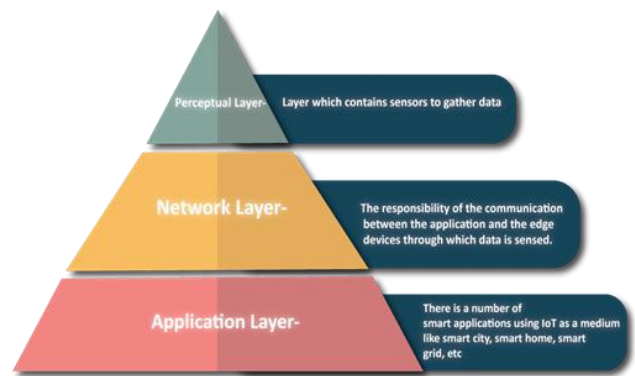 Perceptual Layer-
Layer which contains sensors to gather data
Network Layer-
The responsibility of the communication
between the application and the edge
devices through which data is sensed.
Application Layer-
There is a number of
smart applications using IoT as a medium
like smart city, smart home, smart
grid, etc